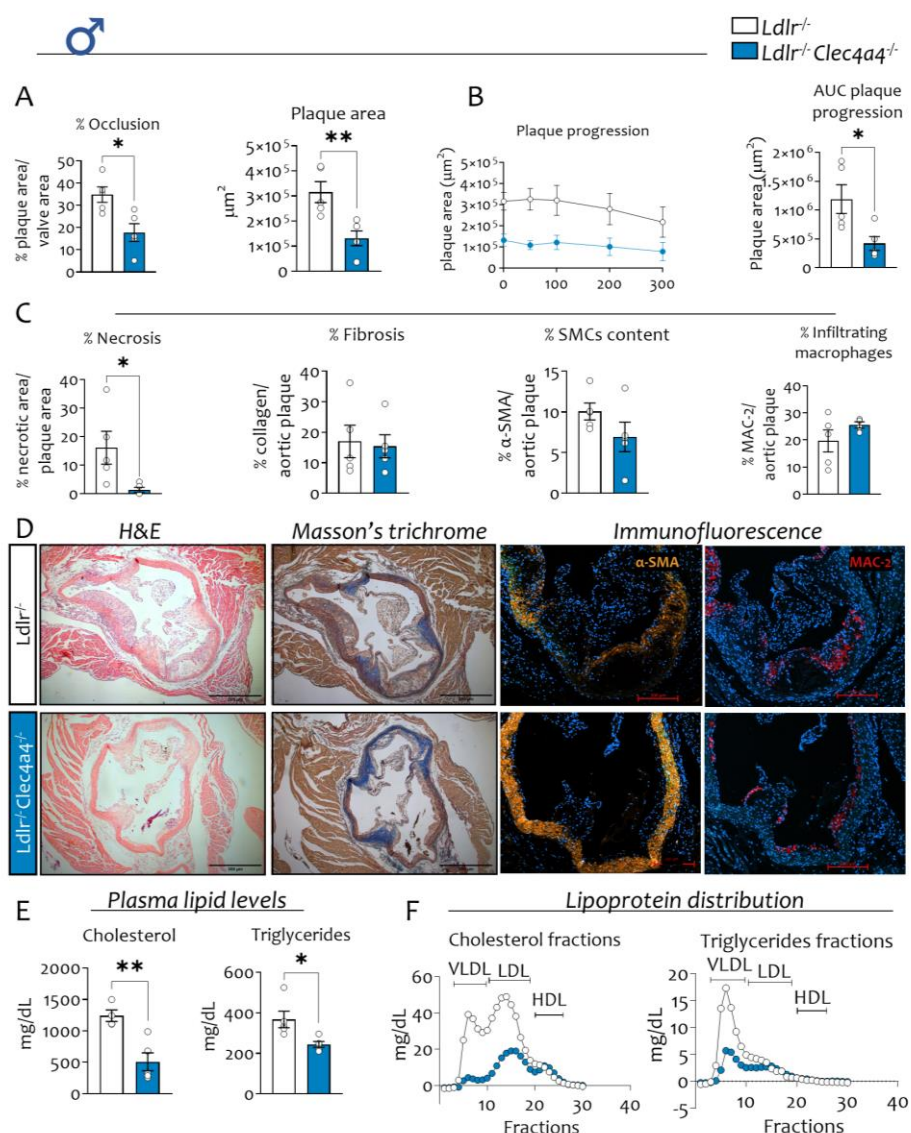 ♂
Ldlr-/-
Ldlr-/-Clec4a4-/-
A
% Occlusion
*
% plaque area/
valve area
50
40
30
20
10
0
Plaque area
**
µm²
5×10⁵
4×10⁵
3×10⁵
2×10⁵
1×10⁵
0
B
Plaque progression
plaque area (µm²)
5×10⁵
4×10⁵
3×10⁵
2×10⁵
1×10⁵
0
0 100 200 300
AUC plaque
progression
*
Plaque area (µm²)
2×10⁶
2×10⁶
1×10⁶
5×10⁵
0
C
% Necrosis
*
% necrotic area/
plaque area
40
30
20
10
0
% Fibrosis
% collagen/
aortic plaque
40
30
20
10
0
% SMCs content
% α-SMA/
aortic plaque
15
10
5
0
% Infiltrating
macrophages
% MAC-2/
aortic plaque
40
30
20
10
0
D
H&E
Masson's trichrome
Immunofluorescence
Ldlr-/-
α-SMA
MAC-2
Ldlr-/-Clec4a4-/-
E
Plasma lipid levels
Cholesterol
**
mg/dL
2000
1500
1000
500
0
Triglycerides
*
mg/dL
600
400
200
0
F
Lipoprotein distribution
Cholesterol fractions
VLDL
LDL
HDL
mg/dL
60
40
20
0
10 20 30 40
Fractions
Triglycerides fractions
VLDL
LDL
HDL
mg/dL
20
15
10
5
0
-5
10 20 30 40
Fractions